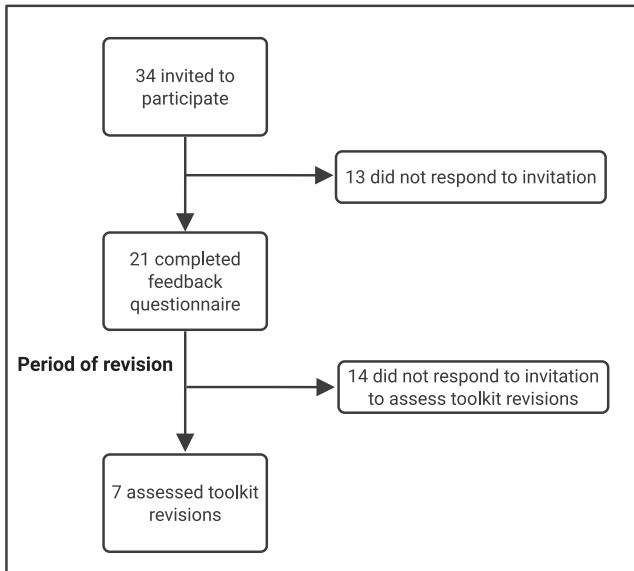 34 invited to
participate
13 did not respond to invitation
21 completed
feedback
questionnaire
Period of revision
14 did not respond to invitation
to assess toolkit revisions
7 assessed toolkit
revisions